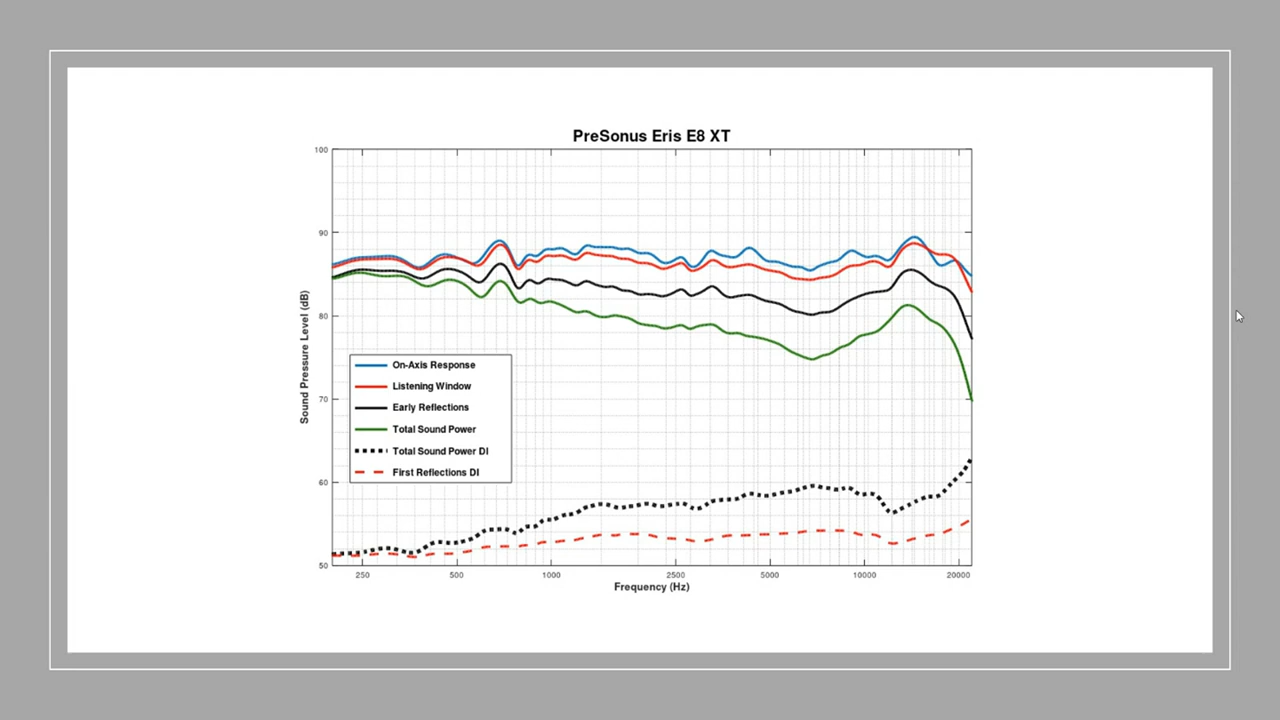 PreSonus Eris E8 XT
100
90
80
70
60
50
Sound Pressure Level (dB)
On-Axis Response
Listening Window
Early Reflections
Total Sound Power
Total Sound Power DI
First Reflections DI
250 500 1000 2500 5000 10000 20000
Frequency (Hz)